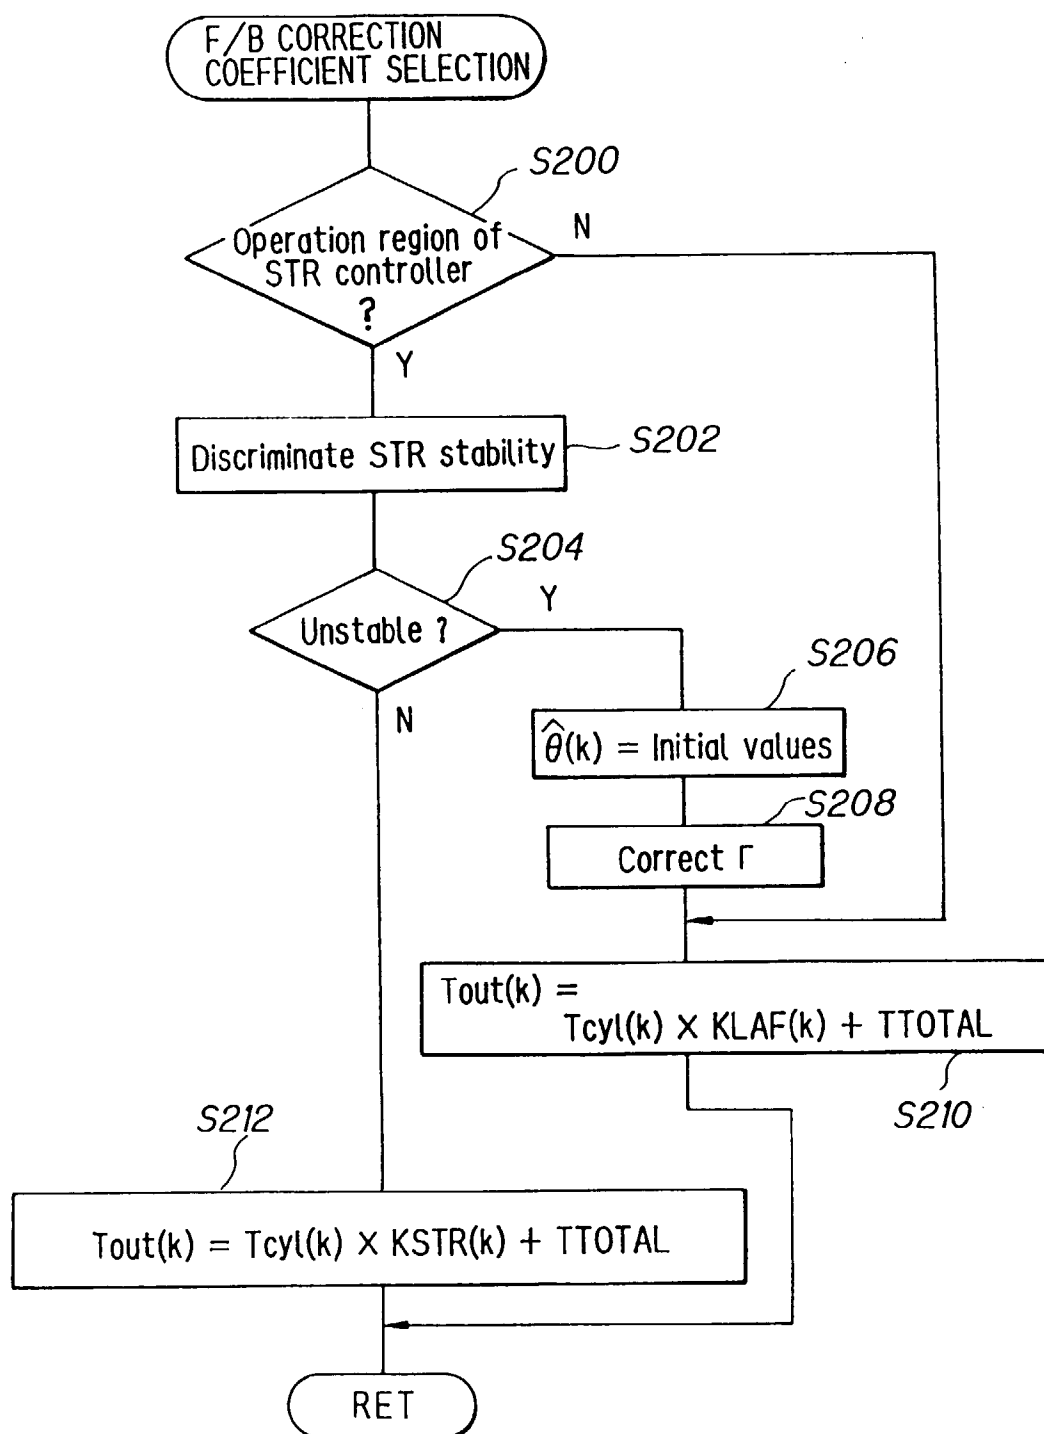 F/B CORRECTION
COEFFICIENT SELECTION
S200
Operation region of
STR controller
?
N
Y
Discriminate STR stability
S202
S204
Unstable ?
Y
N
S206
θ̂(k) = Initial values
S208
Correct Γ
Tout(k) =
Tcyl(k) X KLAF(k) + TTOTAL
S210
S212
Tout(k) = Tcyl(k) X KSTR(k) + TTOTAL
RET